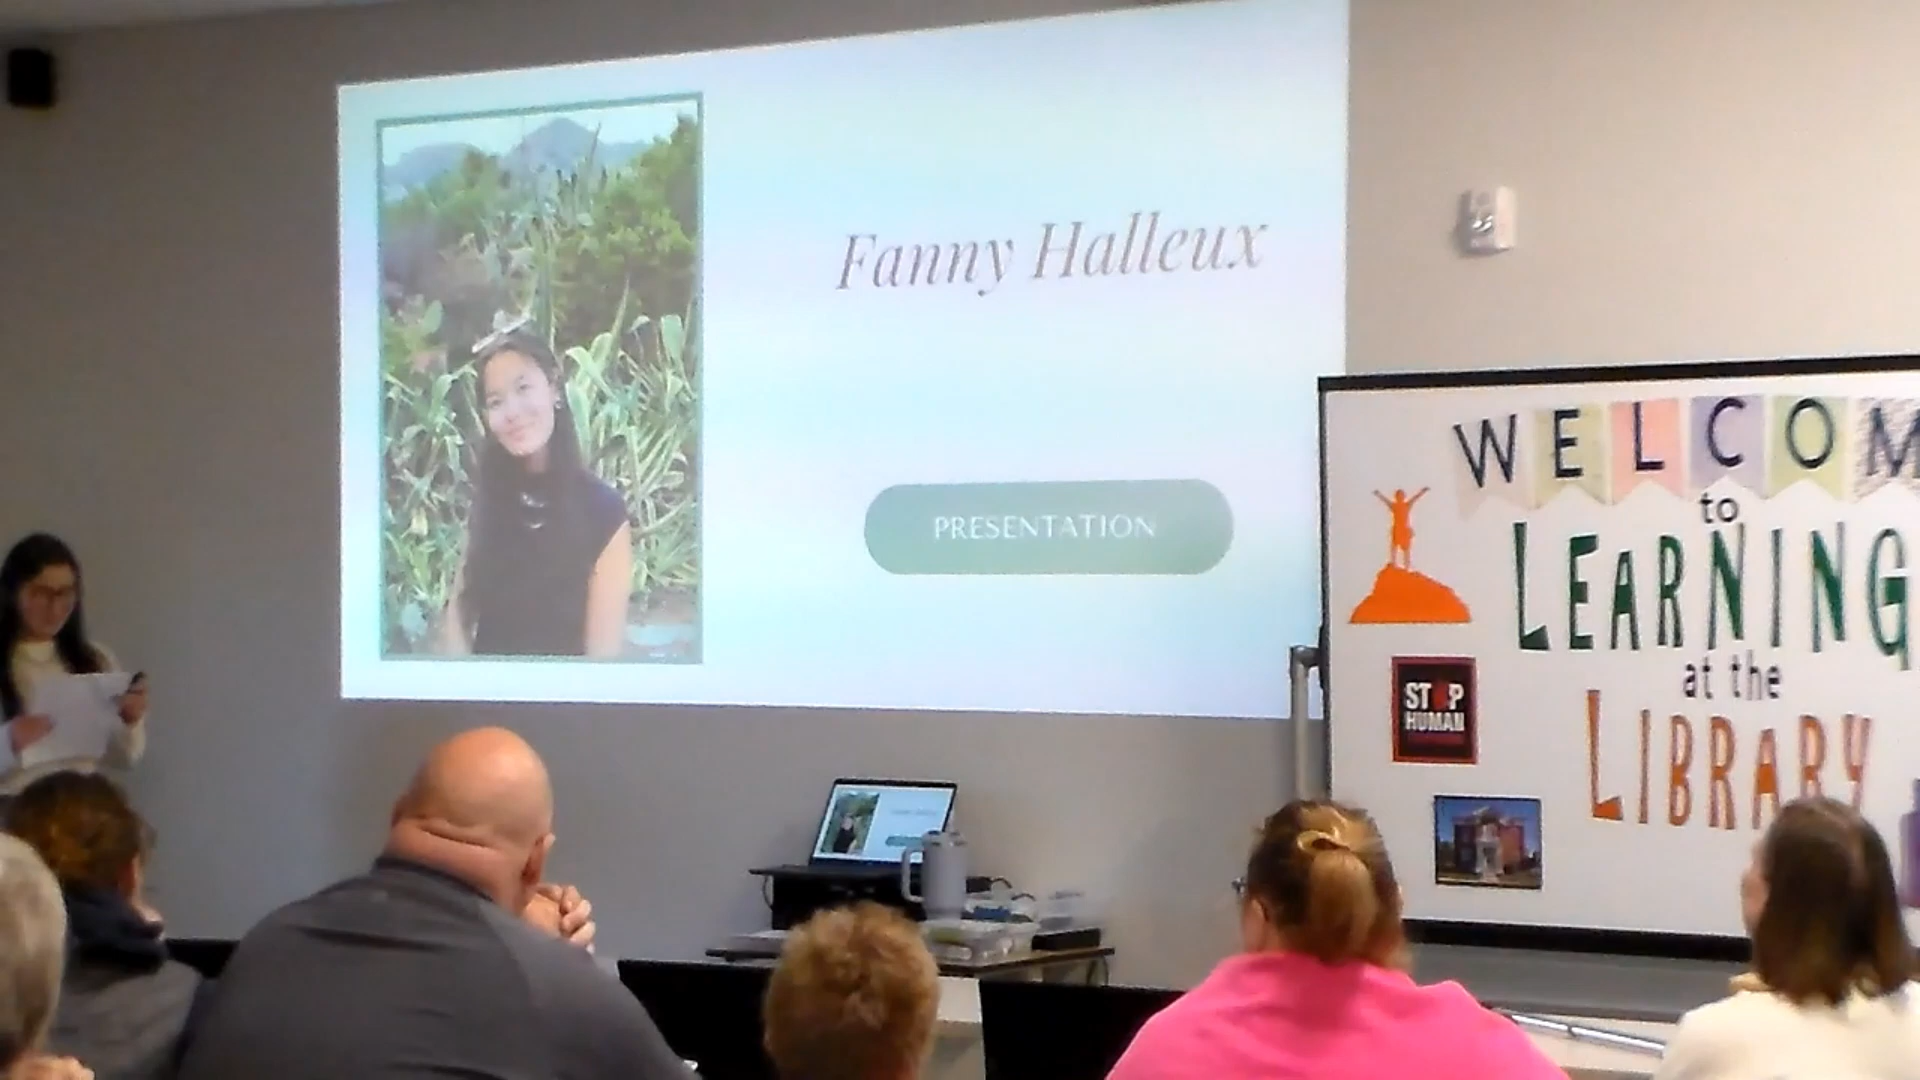 Fanny Halleux
PRESENTATION
WELCOM
to
LEARNING
at the
LIBRARY
STOP
HUMAN